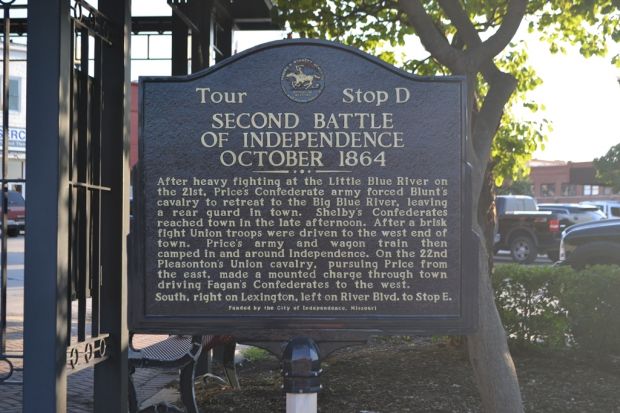 Tour Stop D
SECOND BATTLE
OF INDEPENDENCE
OCTOBER 1864
After heavy fighting at the Little Blue River on
the 21st, Price's Confederate army forced Blunt's
cavalry to retreat to the Big Blue River, leaving
a rear guard in town. Shelby's Confederates
reached town in the late afternoon. After a brisk
fight Union troops were driven to the west end of
town. Price's army and wagon train then
camped in and around Independence. On the 22nd
Pleasonton's Union cavalry, pursuing Price from
the east, made a mounted charge through town
driving Fagan's Confederates to the west.
South, right on Lexington, left on River Blvd. to Stop E.
Funded by the City of Independence, Missouri